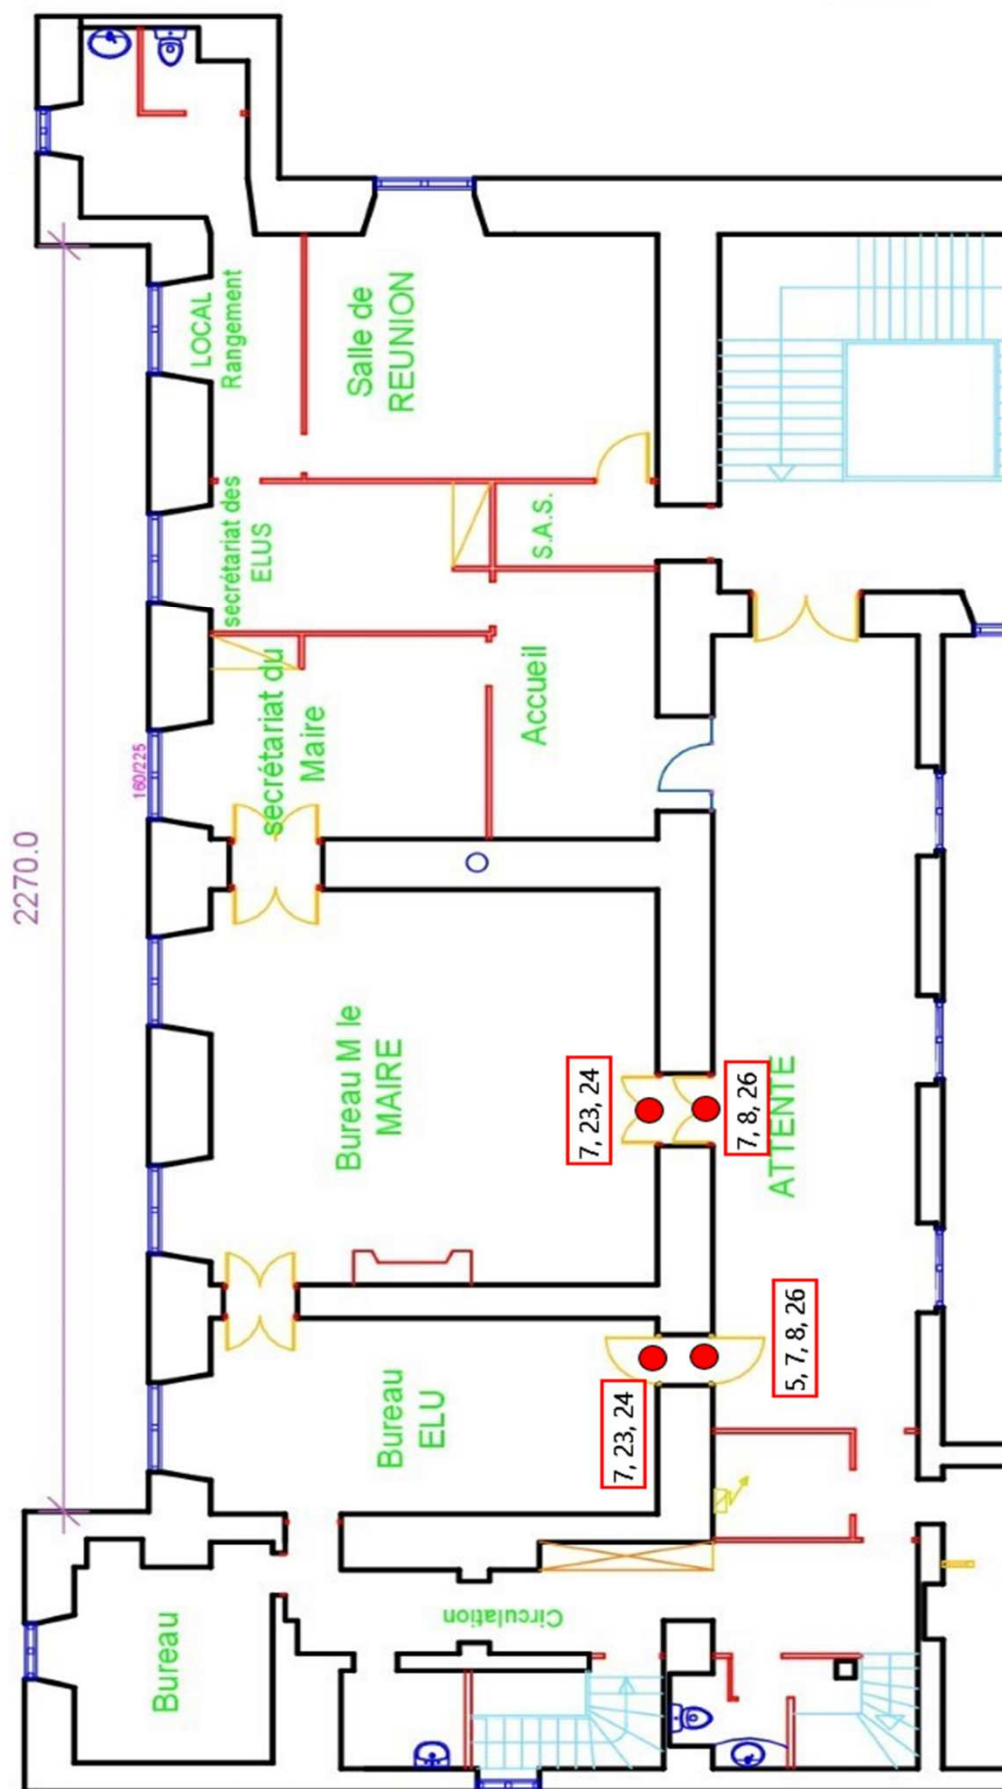 LOCAL
Rangement
Salle de
REUNION
secrétariat des
ELUS
S.A.S.
secrétariat du
Maire
Accueil
160/225
2270.0
Bureau M le
MAIRE
7, 23, 24
7, 8, 26
ATTENTE
5, 7, 8, 26
Bureau
ELU
7, 23, 24
Circulation
Bureau